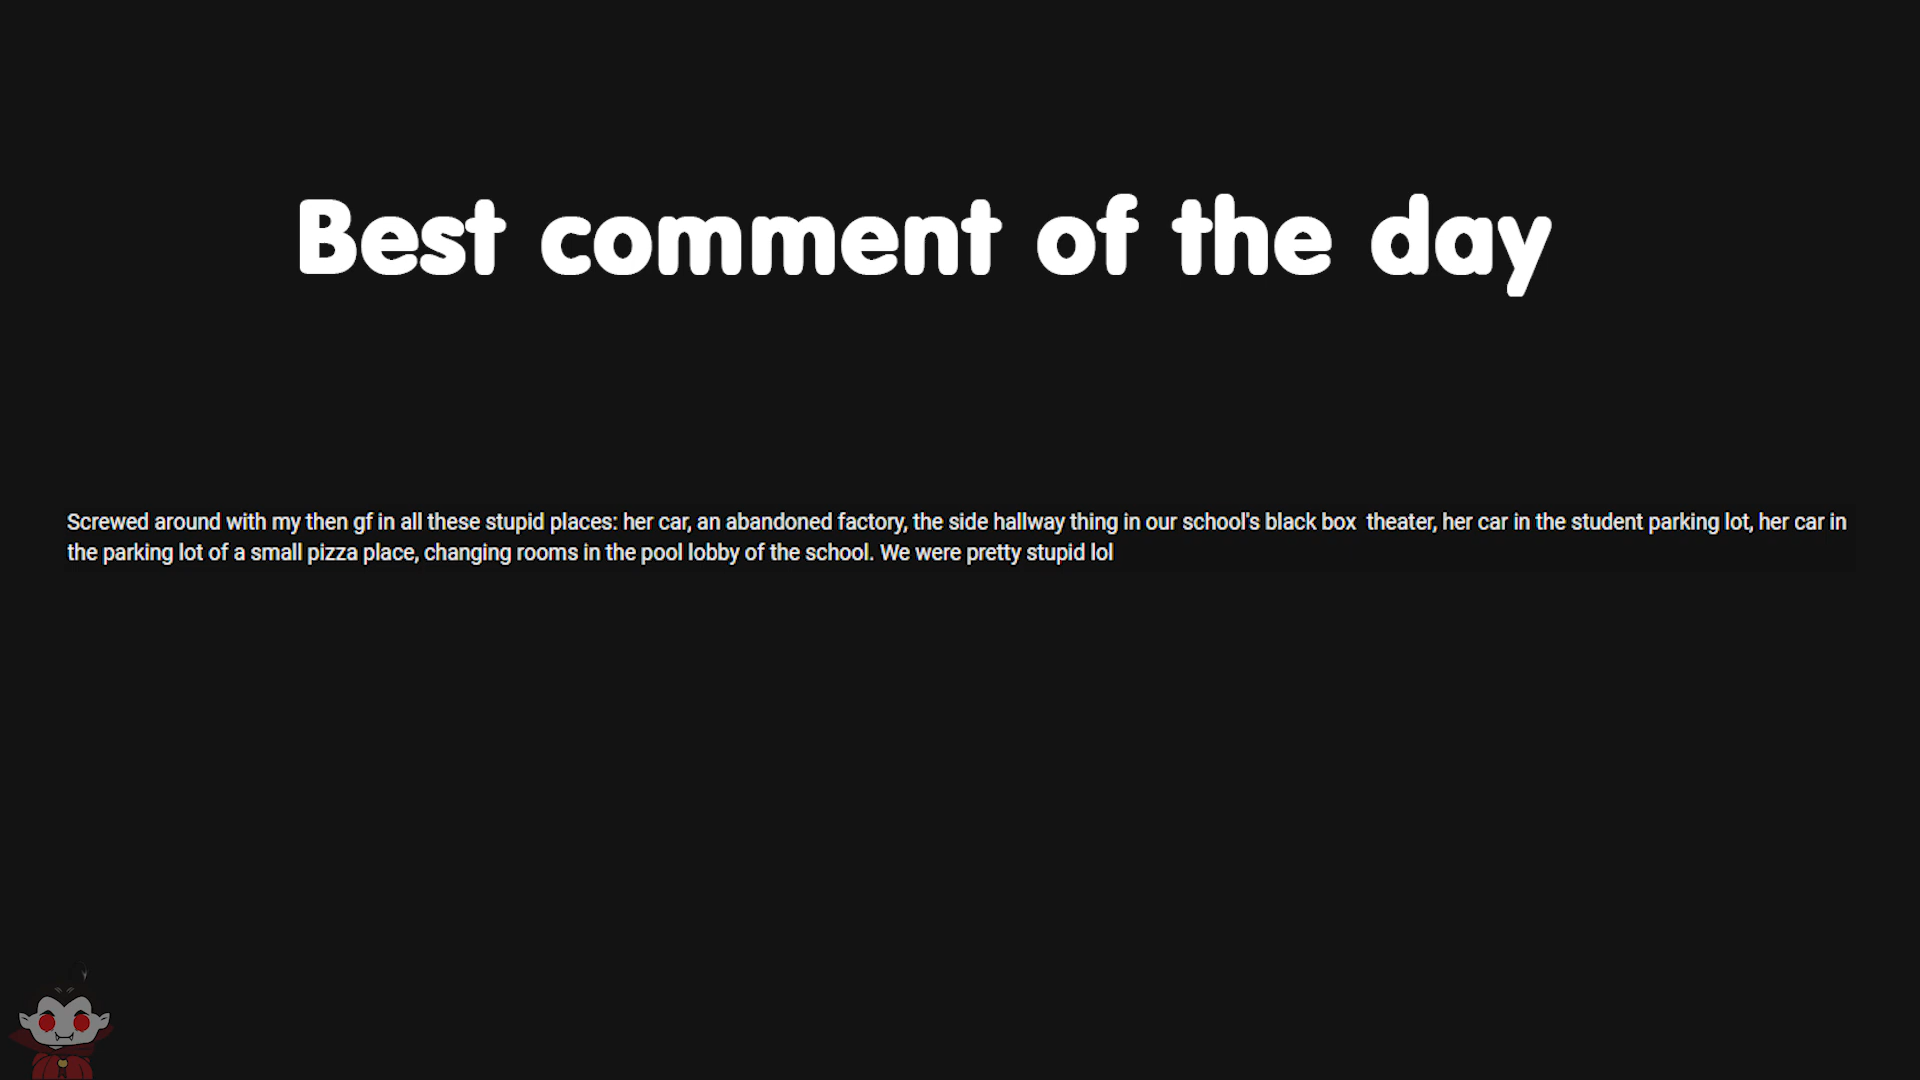 Best comment of the day
Screwed around with my then gf in all these stupid places: her car, an abandoned factory, the side hallway thing in our school's black box  theater, her car in the student parking lot, her car in
the parking lot of a small pizza place, changing rooms in the pool lobby of the school. We were pretty stupid lol